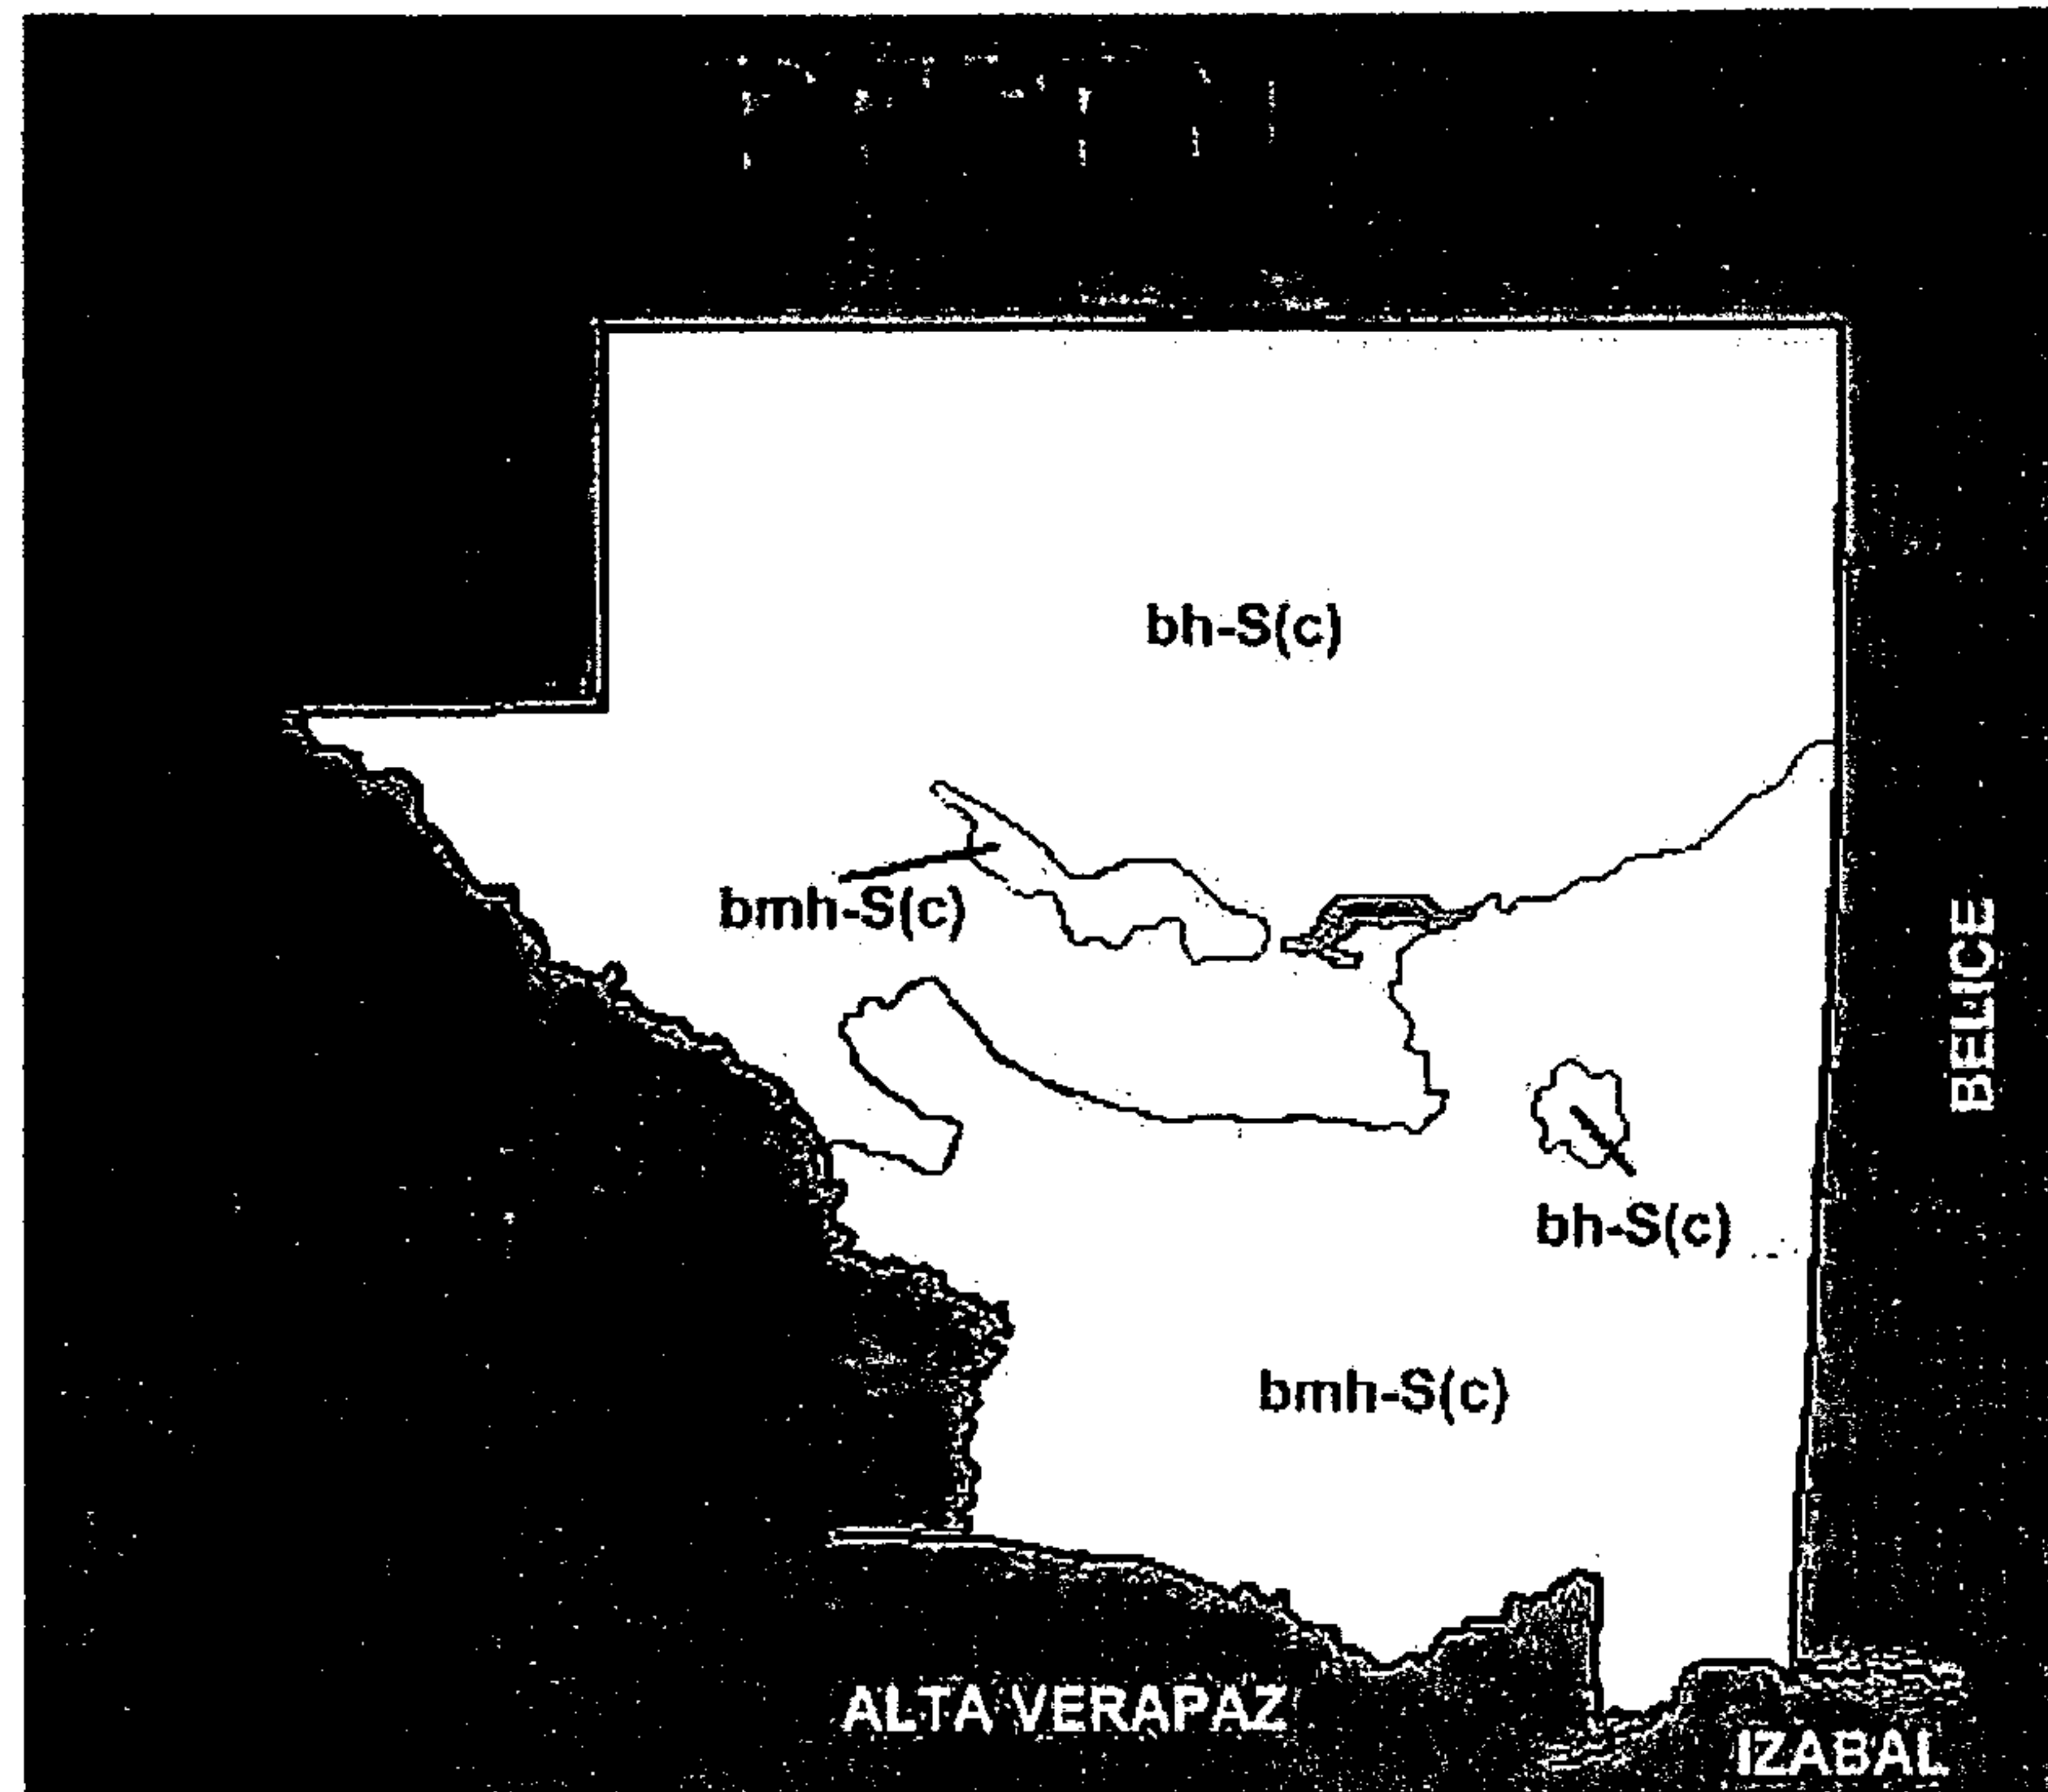 bh-S(c)
bmh-S(c)
BELICE
bh-S(c)
bmh-S(c)
ALTA VERAPAZ
IZABAL